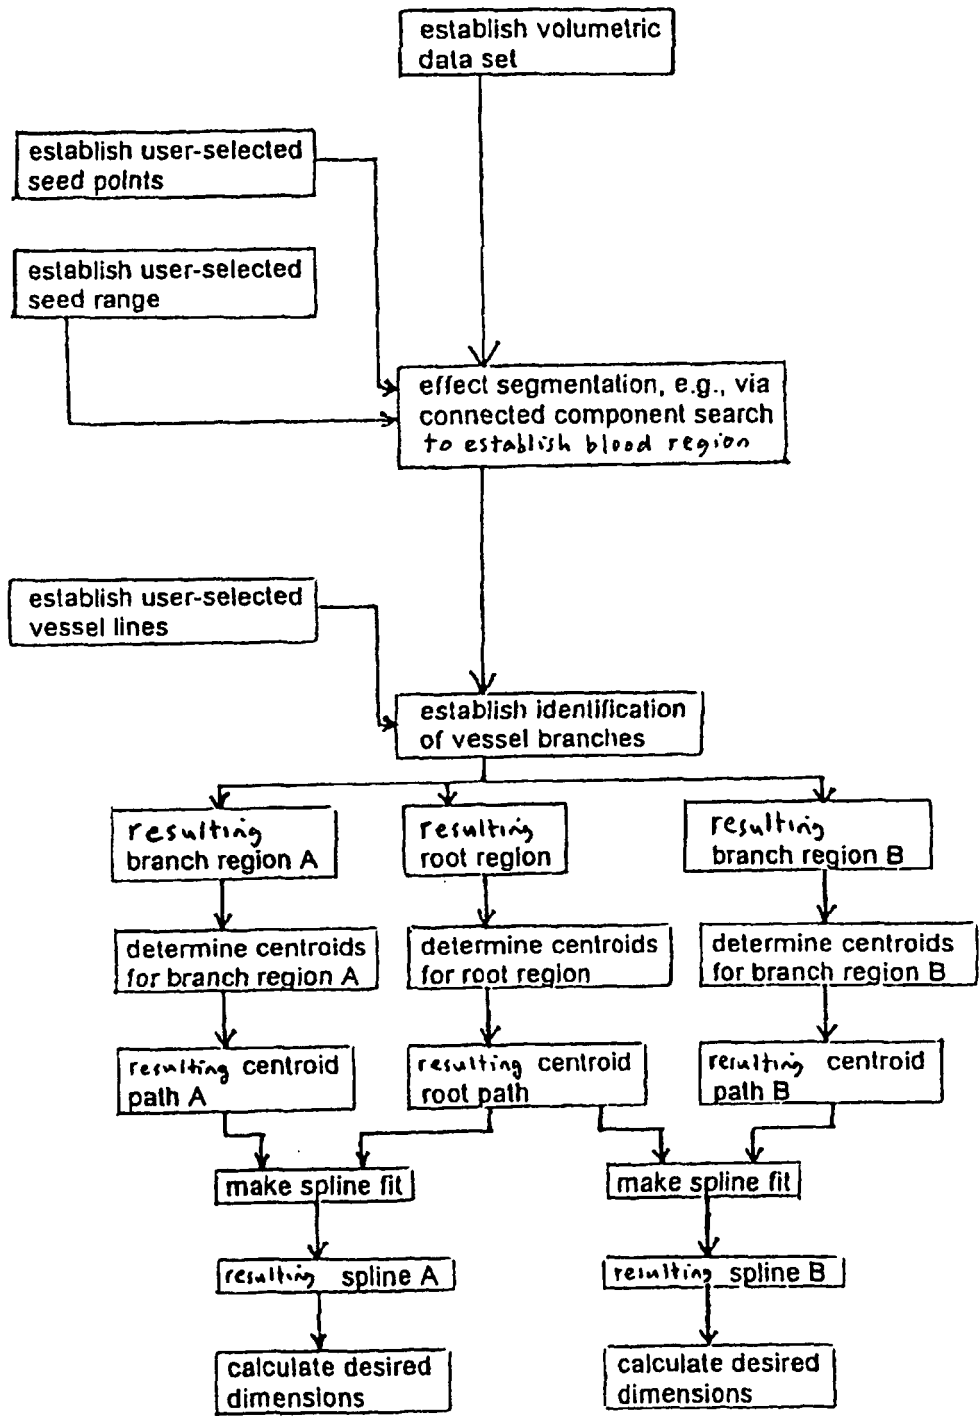 establish volumetric
data set
establish user-selected
seed points
establish user-selected
seed range
effect segmentation, e.g., via
connected component search
to establish blood region
establish user-selected
vessel lines
establish identification
of vessel branches
resulting
branch region A
resulting
root region
resulting
branch region B
determine centroids
for branch region A
determine centroids
for root region
determine centroids
for branch region B
resulting centroid
path A
resulting centroid
root path
resulting centroid
path B
make spline fit
make spline fit
resulting spline A
resulting spline B
calculate desired
dimensions
calculate desired
dimensions